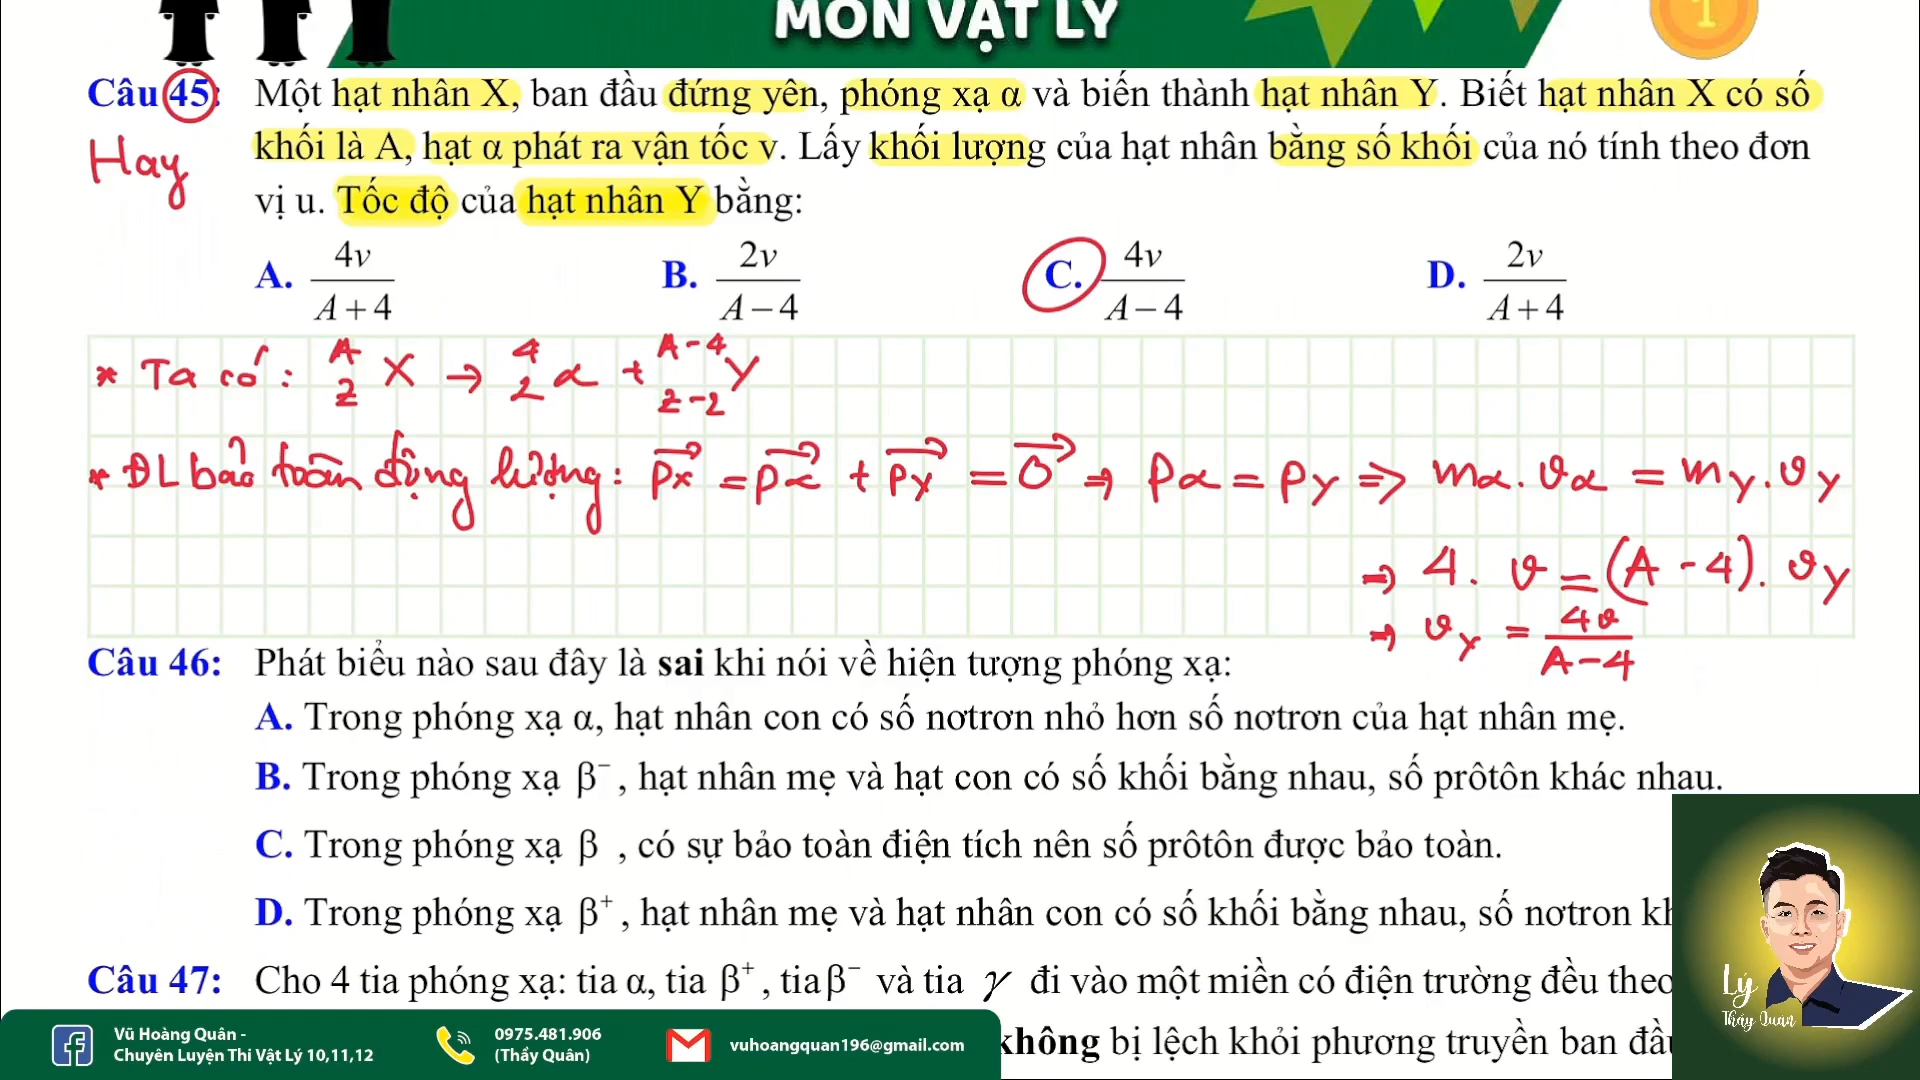 MÔN VẬT LÝ
1
Câu 45: Một hạt nhân X, ban đầu đứng yên, phóng xạ α và biến thành hạt nhân Y. Biết hạt nhân X có số
Hay
khối là A, hạt α phát ra vận tốc v. Lấy khối lượng của hạt nhân bằng số khối của nó tính theo đơn
vị u. Tốc độ của hạt nhân Y bằng:
A. 4v/(A+4) B. 2v/(A−4) C. 4v/(A−4) D. 2v/(A+4)
* Ta có: ᴬ_Z X → ⁴₂ α + ᴬ⁻⁴_Z-2 Y
* ĐL bảo toàn động lượng: →pX = →pα + →pY = →0 ⇒ pα = pY ⇒ mα.vα = mY.vY
⇒ 4. v = (A-4). vY
⇒ vY = 4v/(A-4)
Câu 46: Phát biểu nào sau đây là sai khi nói về hiện tượng phóng xạ:
A. Trong phóng xạ α, hạt nhân con có số nơtrơn nhỏ hơn số nơtrơn của hạt nhân mẹ.
B. Trong phóng xạ β⁻, hạt nhân mẹ và hạt con có số khối bằng nhau, số prôtôn khác nhau.
C. Trong phóng xạ β , có sự bảo toàn điện tích nên số prôtôn được bảo toàn.
D. Trong phóng xạ β⁺, hạt nhân mẹ và hạt nhân con có số khối bằng nhau, số nơtron
Câu 47: Cho 4 tia phóng xạ: tia α, tia β⁺, tia β⁻ và tia γ đi vào một miền có điện trường đều theo
không bị lệch khỏi phương truyền ban đầu
Vũ Hoàng Quân -
Chuyên Luyện Thi Vật Lý 10,11,12
0975.481.906
(Thầy Quân)
vuhoangquan196@gmail.com
Lý
Thầy Quân